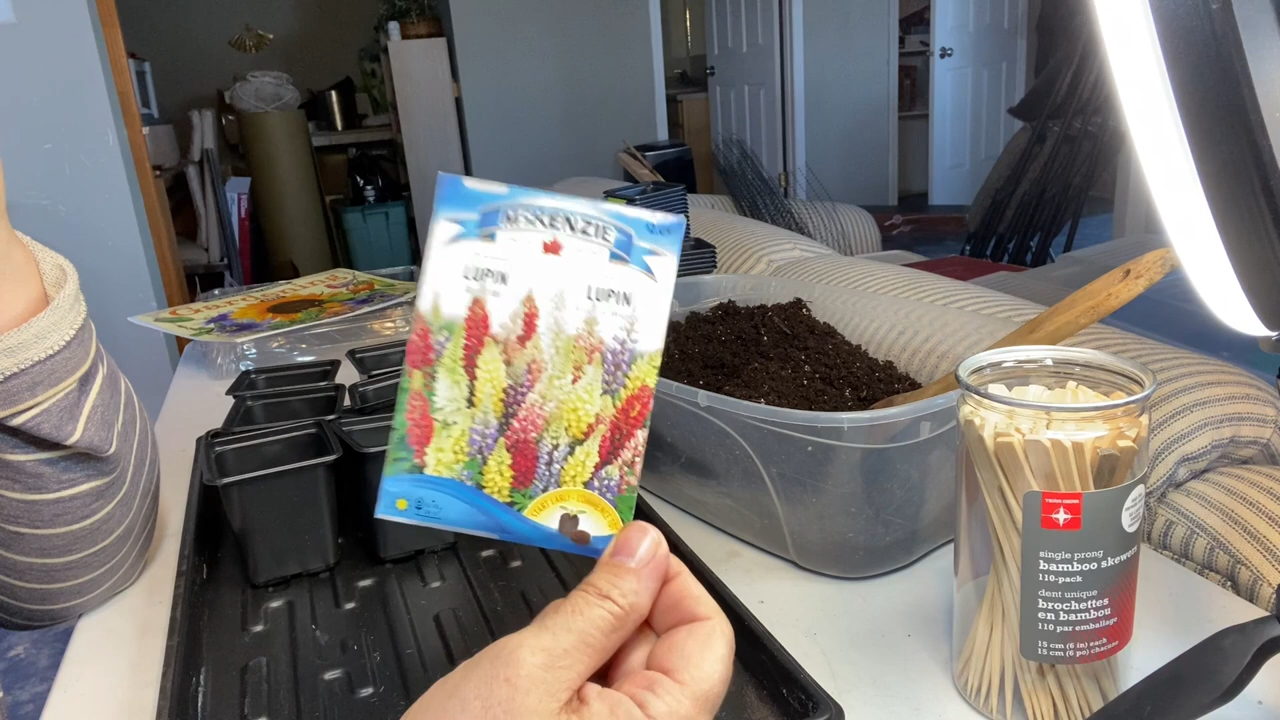 McKENZIE
LUPIN
LUPIN
single prong
bamboo skewers
110-pack
dent unique
brochettes
en bambou
110 par emballage
15 cm (6 in) each
15 cm (6 po) chacune